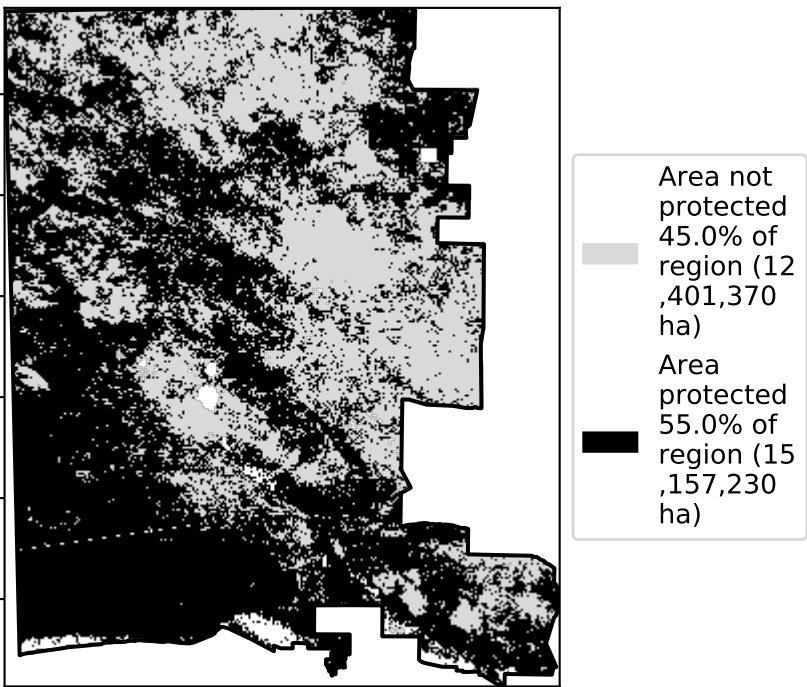 Area not
protected
45.0% of
region (12
,401,370
ha)
Area
protected
55.0% of
region (15
,157,230
ha)